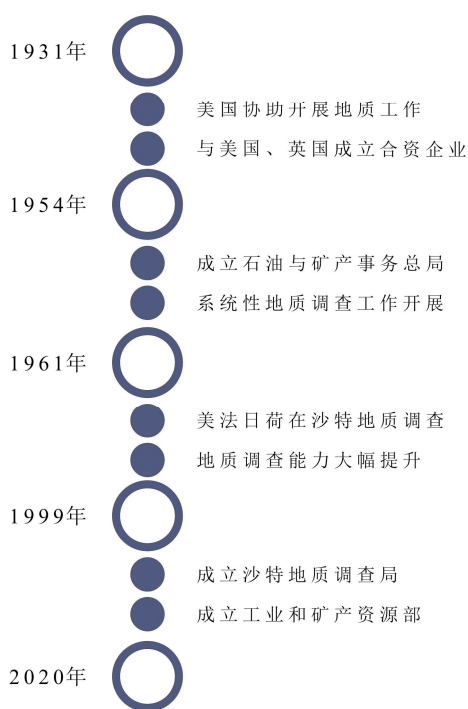 1931年
美国协助开展地质工作
与美国、英国成立合资企业
1954年
成立石油与矿产事务总局
系统性地质调查工作开展
1961年
美法日荷在沙特地质调查
地质调查能力大幅提升
1999年
成立沙特地质调查局
成立工业和矿产资源部
2020年